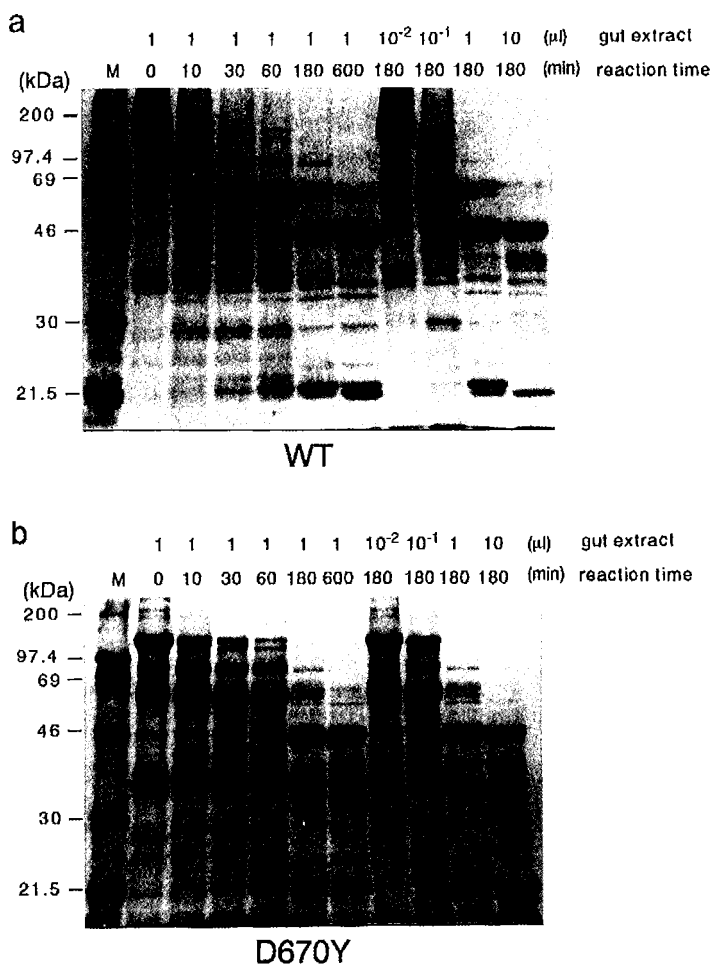 a
1 1 1 1 1 1 10⁻² 10⁻¹ 1 10 (μl) gut extract
(kDa) M 0 10 30 60 180 600 180 180 180 180 (min) reaction time
200
97.4
69
46
30
21.5
WT
b
1 1 1 1 1 1 10⁻² 10⁻¹ 1 10 (μl) gut extract
(kDa) M 0 10 30 60 180 600 180 180 180 180 (min) reaction time
200
97.4
69
46
30
21.5
D670Y